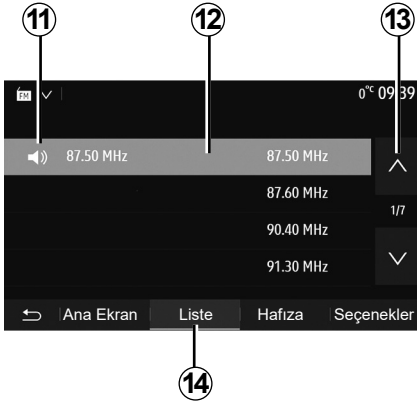 11 12 13
FM 0°C 09:39
87.50 MHz 87.50 MHz
87.60 MHz
1/7
90.40 MHz
91.30 MHz
Ana Ekran Liste Hafıza Seçenekler
14